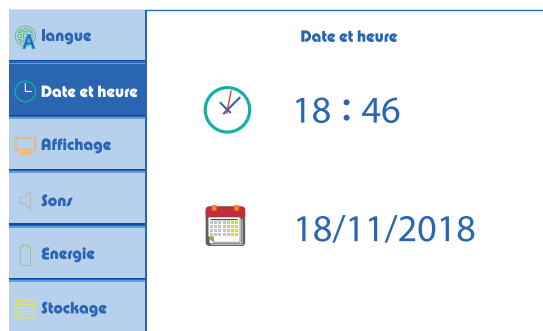 langue
Date et heure
Affichage
Sons
Energie
Stockage
Date et heure
18 : 46
18/11/2018